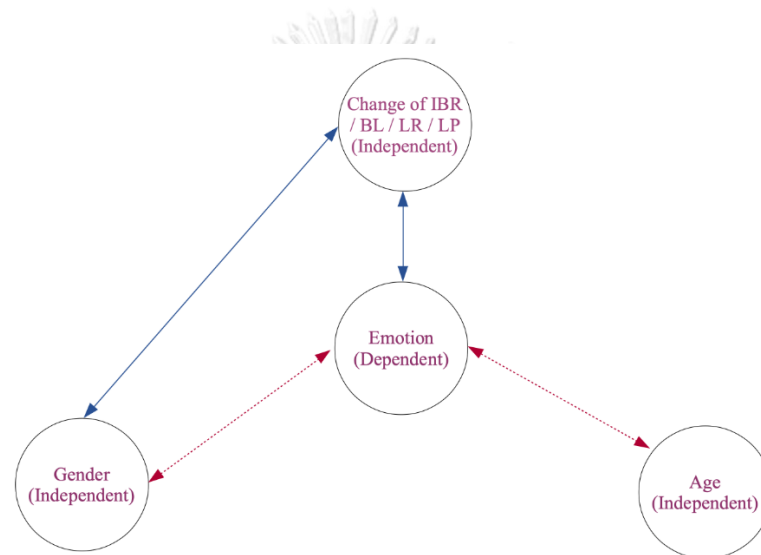 Change of IBR
/ BL / LR / LP
(Independent)
Emotion
(Dependent)
Gender
(Independent)
Age
(Independent)